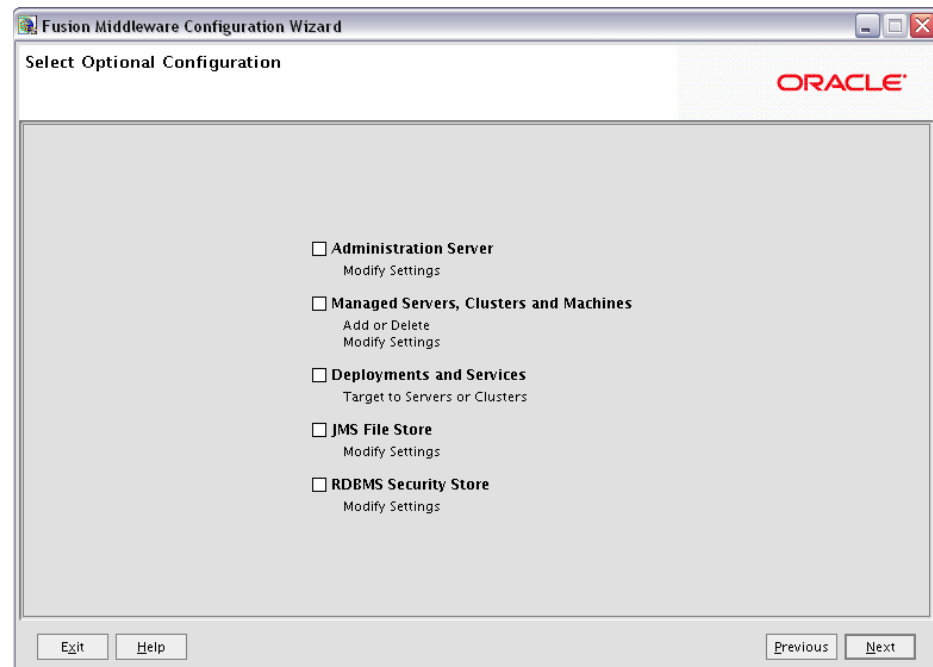 Fusion Middleware Configuration Wizard
Select Optional Configuration
ORACLE
Administration Server
Modify Settings
Managed Servers, Clusters and Machines
Add or Delete
Modify Settings
Deployments and Services
Target to Servers or Clusters
JMS File Store
Modify Settings
RDBMS Security Store
Modify Settings
Exit Help Previous Next